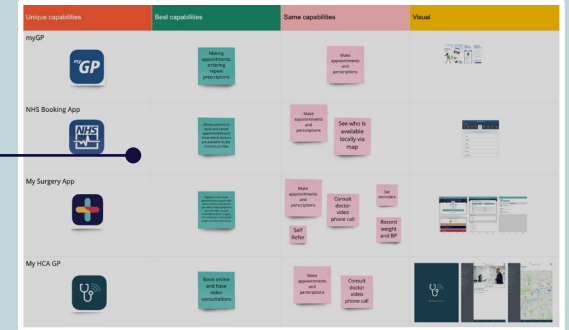 Unique capabilities
Best capabilities
Same capabilities
Visual
myGP
myGP
Making
appointments,
ordering
repeat
prescriptions
Make
appointments
and
perscriptions
NHS Booking App
NHS
Make
appointments
and
perscriptions
See who is
available
locally via
map
My Surgery App
Make
appointments
and
perscriptions
Consult
doctor
video
phone call
Set
reminders
Self
Refer
Record
weight
and BP
My HCA GP
Book online
and have
video
consultations
Make
appointments
and
perscriptions
Consult
doctor
video
phone call